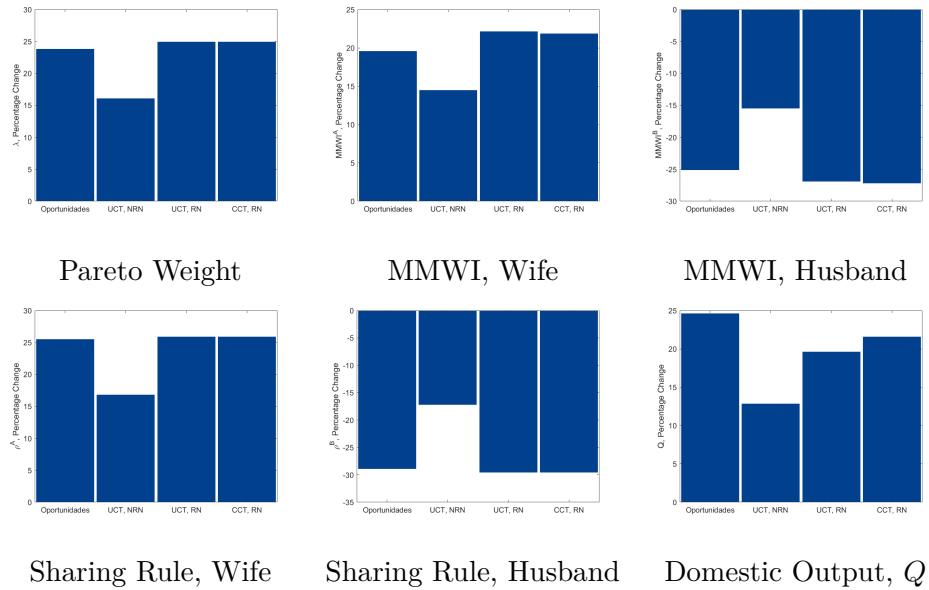 30
25
20
15
10
5
0
λ, Percentage Change
Oportunidades UCT, NRN UCT, RN CCT, RN
Pareto Weight
25
20
15
10
5
0
MMWI^A, Percentage Change
Oportunidades UCT, NRN UCT, RN CCT, RN
MMWI, Wife
0
-5
-10
-15
-20
-25
-30
MMWI^B, Percentage Change
Oportunidades UCT, NRN UCT, RN CCT, RN
MMWI, Husband
30
25
20
15
10
5
0
ρ^A, Percentage Change
Oportunidades UCT, NRN UCT, RN CCT, RN
Sharing Rule, Wife
0
-5
-10
-15
-20
-25
-30
-35
ρ^B, Percentage Change
Oportunidades UCT, NRN UCT, RN CCT, RN
Sharing Rule, Husband
25
20
15
10
5
0
Q, Percentage Change
Oportunidades UCT, NRN UCT, RN CCT, RN
Domestic Output, Q